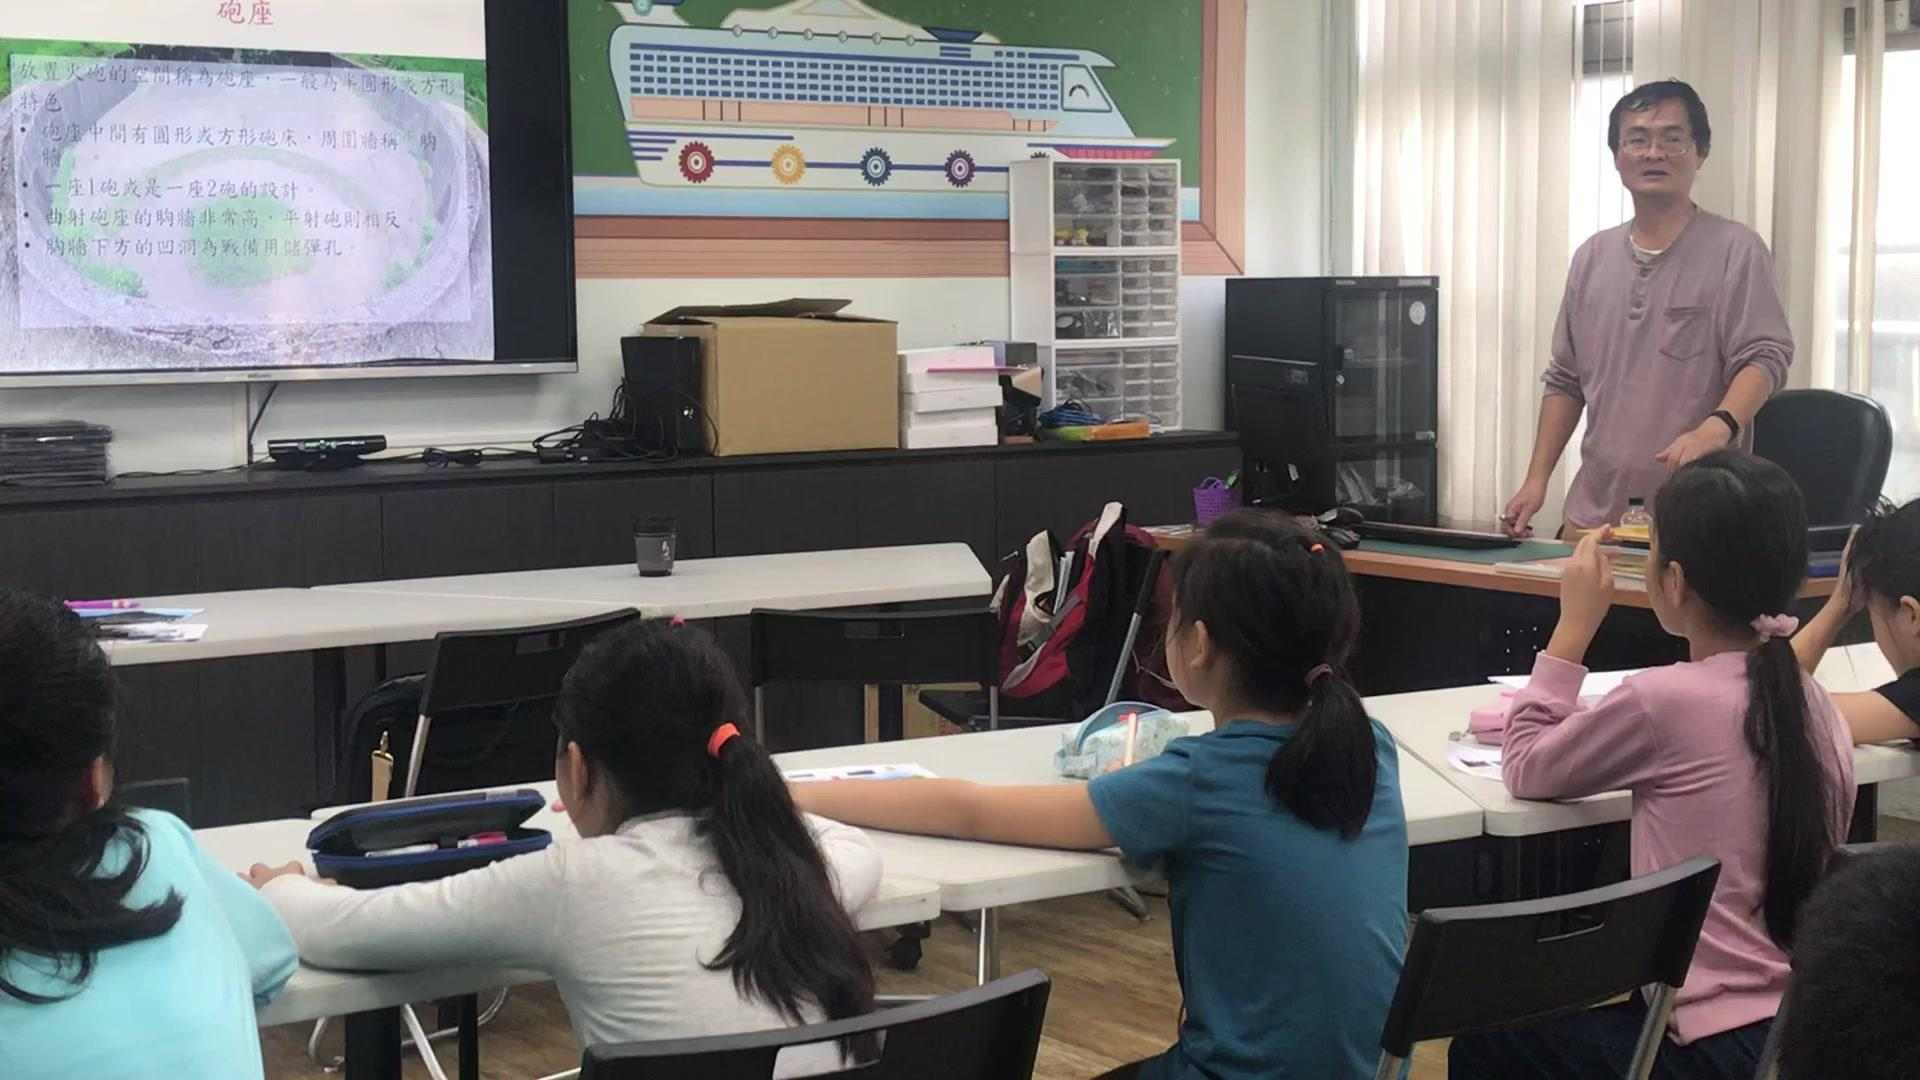 砲座
放置火砲的空間稱為砲座，一般為半圓形或方形
特色
• 砲座中間有圓形或方形砲床，周圍牆稱「胸
牆」。
• 一座1砲或是一座2砲的設計。
• 曲射砲座的胸牆非常高，平射砲則相反。
• 胸牆下方的凹洞為戰備用儲彈孔。